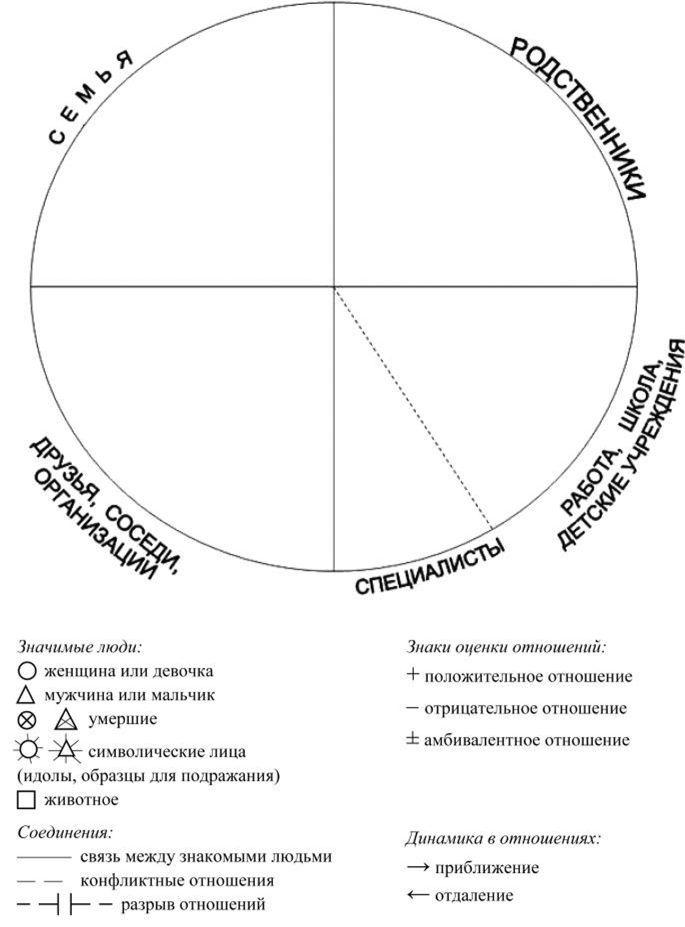 СЕМЬЯ
РОДСТВЕННИКИ
РАБОТА, ШКОЛА,
ДЕТСКИЕ УЧРЕЖДЕНИЯ
ДРУЗЬЯ, СОСЕДИ,
ОРГАНИЗАЦИИ
СПЕЦИАЛИСТЫ
Значимые люди:
женщина или девочка
мужчина или мальчик
умершие
символические лица
(идолы, образцы для подражания)
животное
Соединения:
связь между знакомыми людьми
конфликтные отношения
разрыв отношений
Знаки оценки отношений:
+ положительное отношение
− отрицательное отношение
± амбивалентное отношение
Динамика в отношениях:
→ приближение
← отдаление